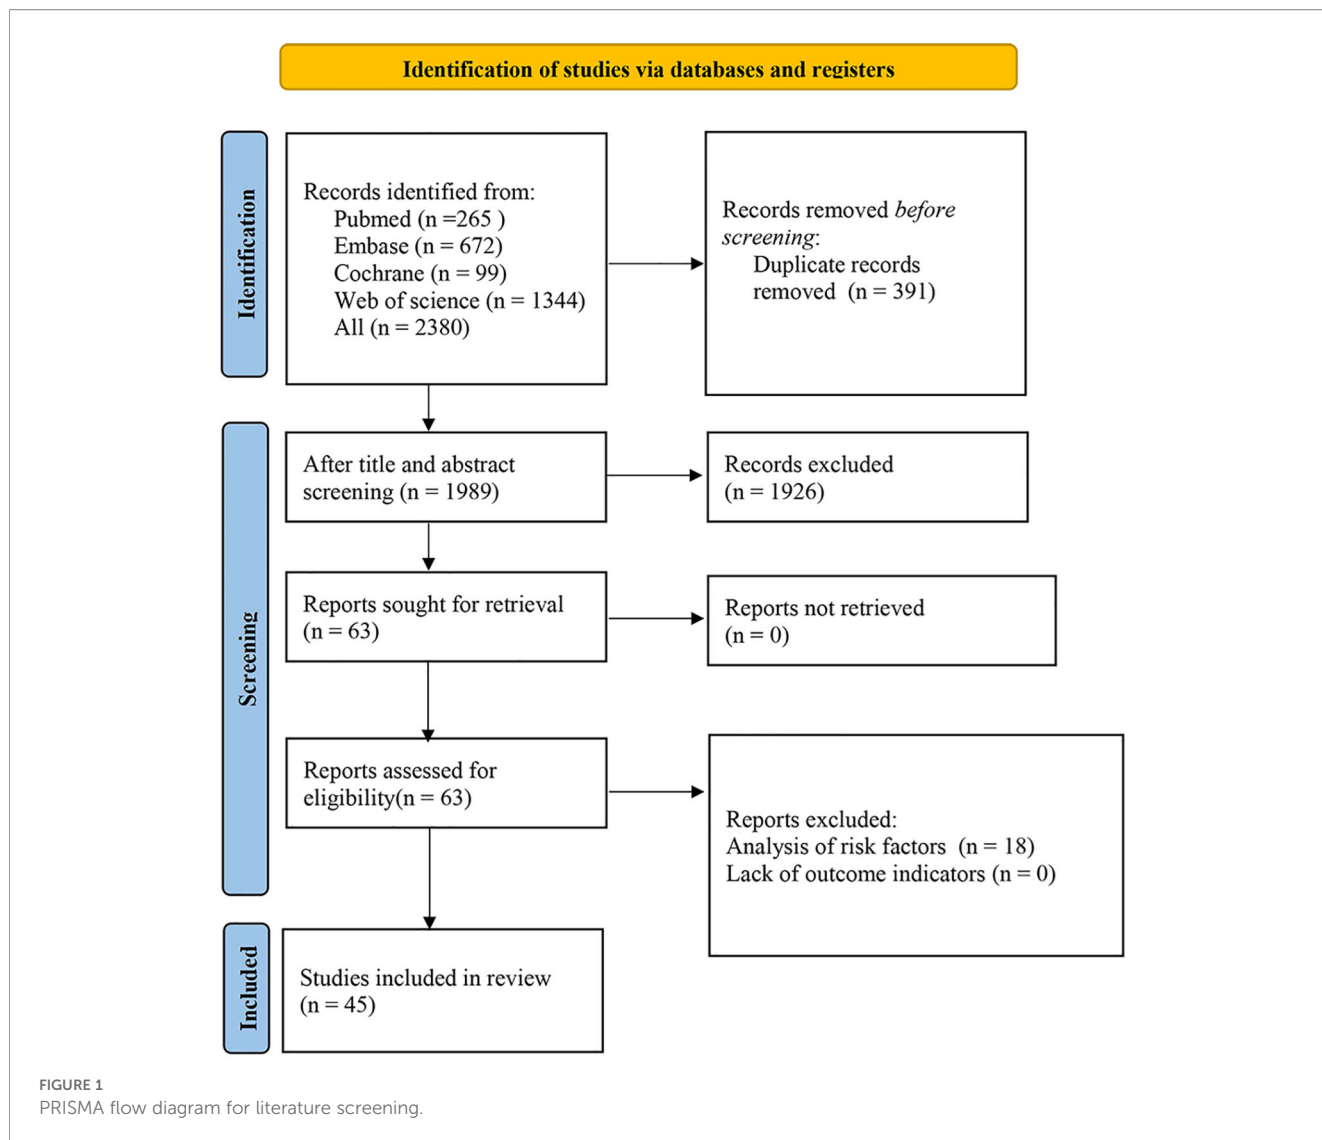 Identification of studies via databases and registers
Identification
Records identified from:
Pubmed (n =265 )
Embase (n = 672)
Cochrane (n = 99)
Web of science (n = 1344)
All (n = 2380)
Records removed before
screening:
Duplicate records
removed (n = 391)
Screening
After title and abstract
screening (n = 1989)
Records excluded
(n = 1926)
Reports sought for retrieval
(n = 63)
Reports not retrieved
(n = 0)
Reports assessed for
eligibility(n = 63)
Reports excluded:
Analysis of risk factors (n = 18)
Lack of outcome indicators (n = 0)
Included
Studies included in review
(n = 45)
FIGURE 1
PRISMA flow diagram for literature screening.